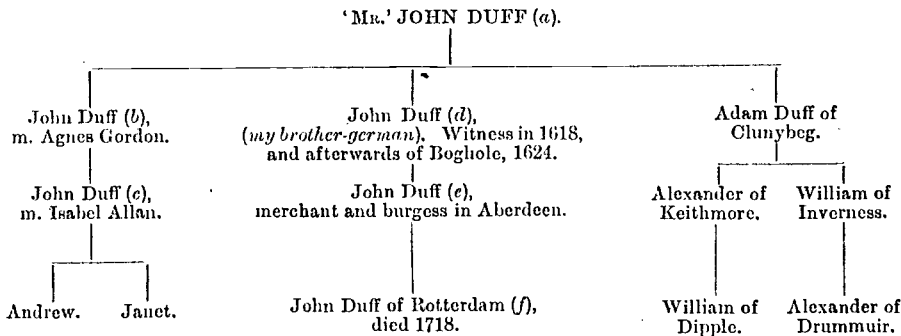 ‘MR.’ JOHN DUFF (a).
John Duff (b),
m. Agnes Gordon.
John Duff (d),
(my brother-german). Witness in 1618,
and afterwards of Boghole, 1624.
Adam Duff of
Clunybeg.
John Duff (c),
m. Isabel Allan.
John Duff (e),
merchant and burgess in Aberdeen.
Alexander of
Keithmore.
William of
Inverness.
Andrew.
Janet.
John Duff of Rotterdam (f),
died 1718.
William of
Dipple.
Alexander of
Drummuir.